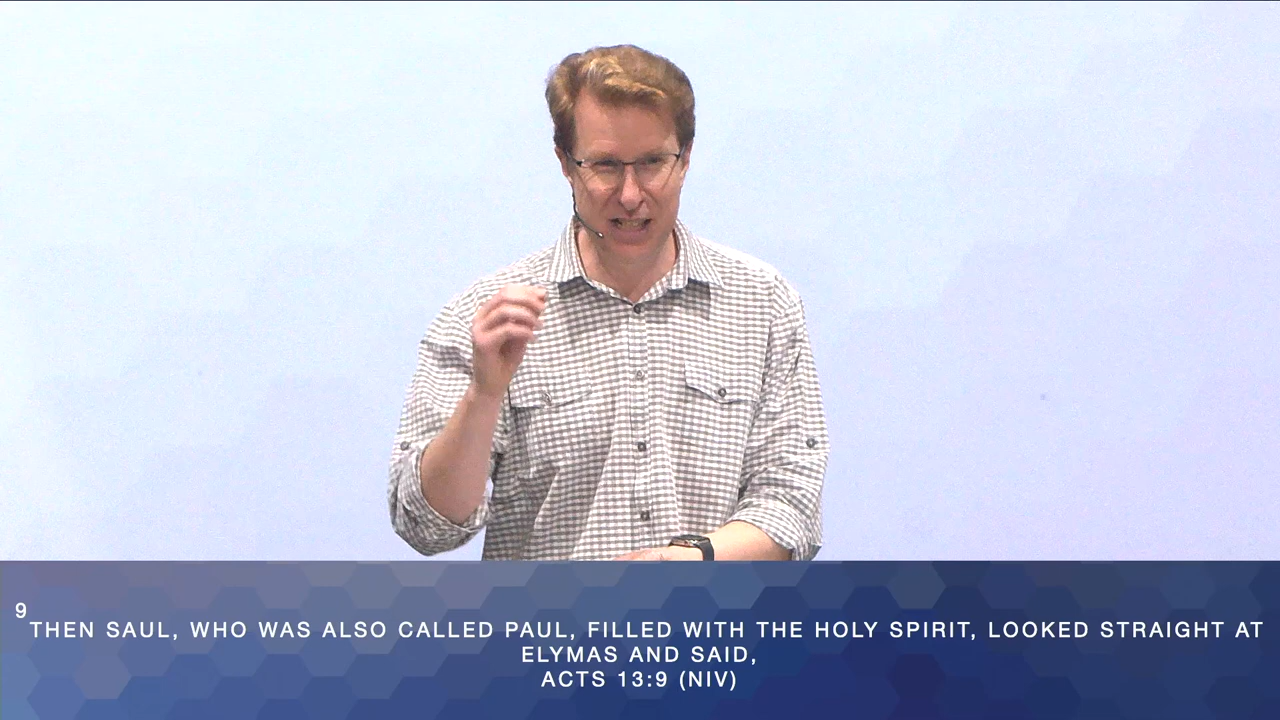 9
THEN SAUL, WHO WAS ALSO CALLED PAUL, FILLED WITH THE HOLY SPIRIT, LOOKED STRAIGHT AT
ELYMAS AND SAID,
ACTS 13:9 (NIV)